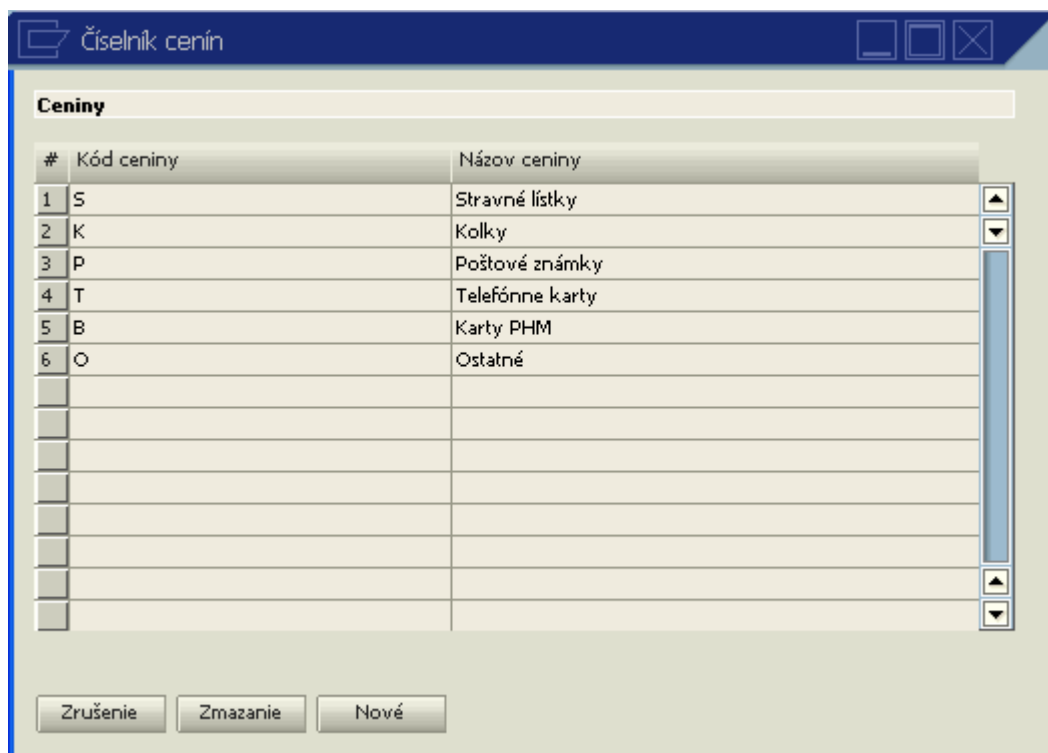 Číselník cenín
Ceniny
# Kód ceniny Názov ceniny
1 S Stravné lístky
2 K Kolky
3 P Poštové známky
4 T Telefónne karty
5 B Karty PHM
6 O Ostatné
Zrušenie Zmazanie Nové